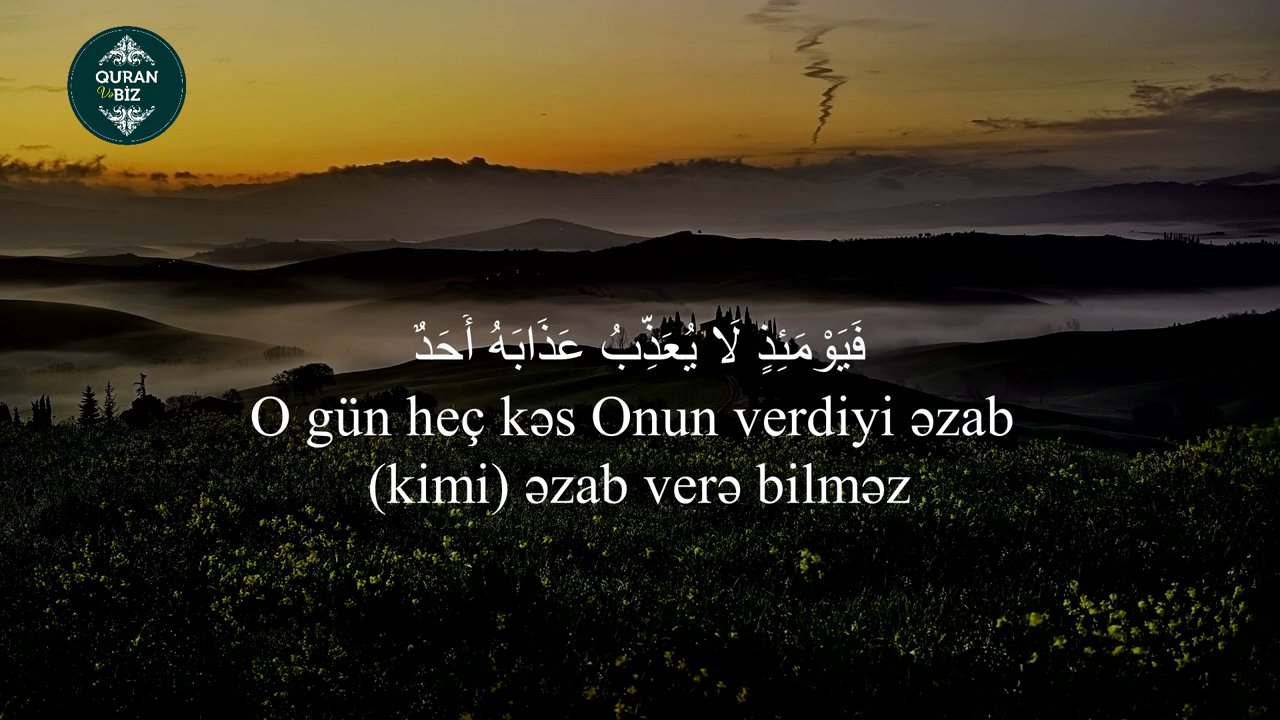 QURAN
Və BİZ
فَيَوْمَئِذٍ لَا يُعَذِّبُ عَذَابَهُ أَحَدٌ
O gün heç kəs Onun verdiyi əzab
(kimi) əzab verə bilməz